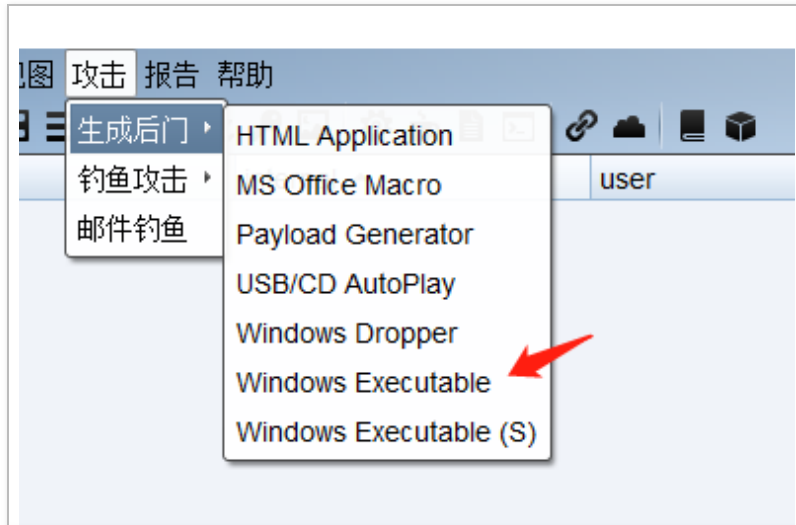 图 攻击 报告 帮助
生成后门
钓鱼攻击
邮件钓鱼
HTML Application
MS Office Macro
Payload Generator
USB/CD AutoPlay
Windows Dropper
Windows Executable
Windows Executable (S)
user